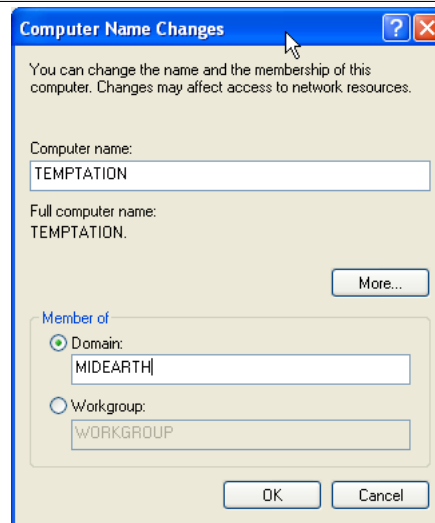 Computer Name Changes
You can change the name and the membership of this
computer. Changes may affect access to network resources.
Computer name:
TEMPTATION
Full computer name:
TEMPTATION.
More...
Member of
Domain:
MIDEARTH
Workgroup:
WORKGROUP
OK Cancel